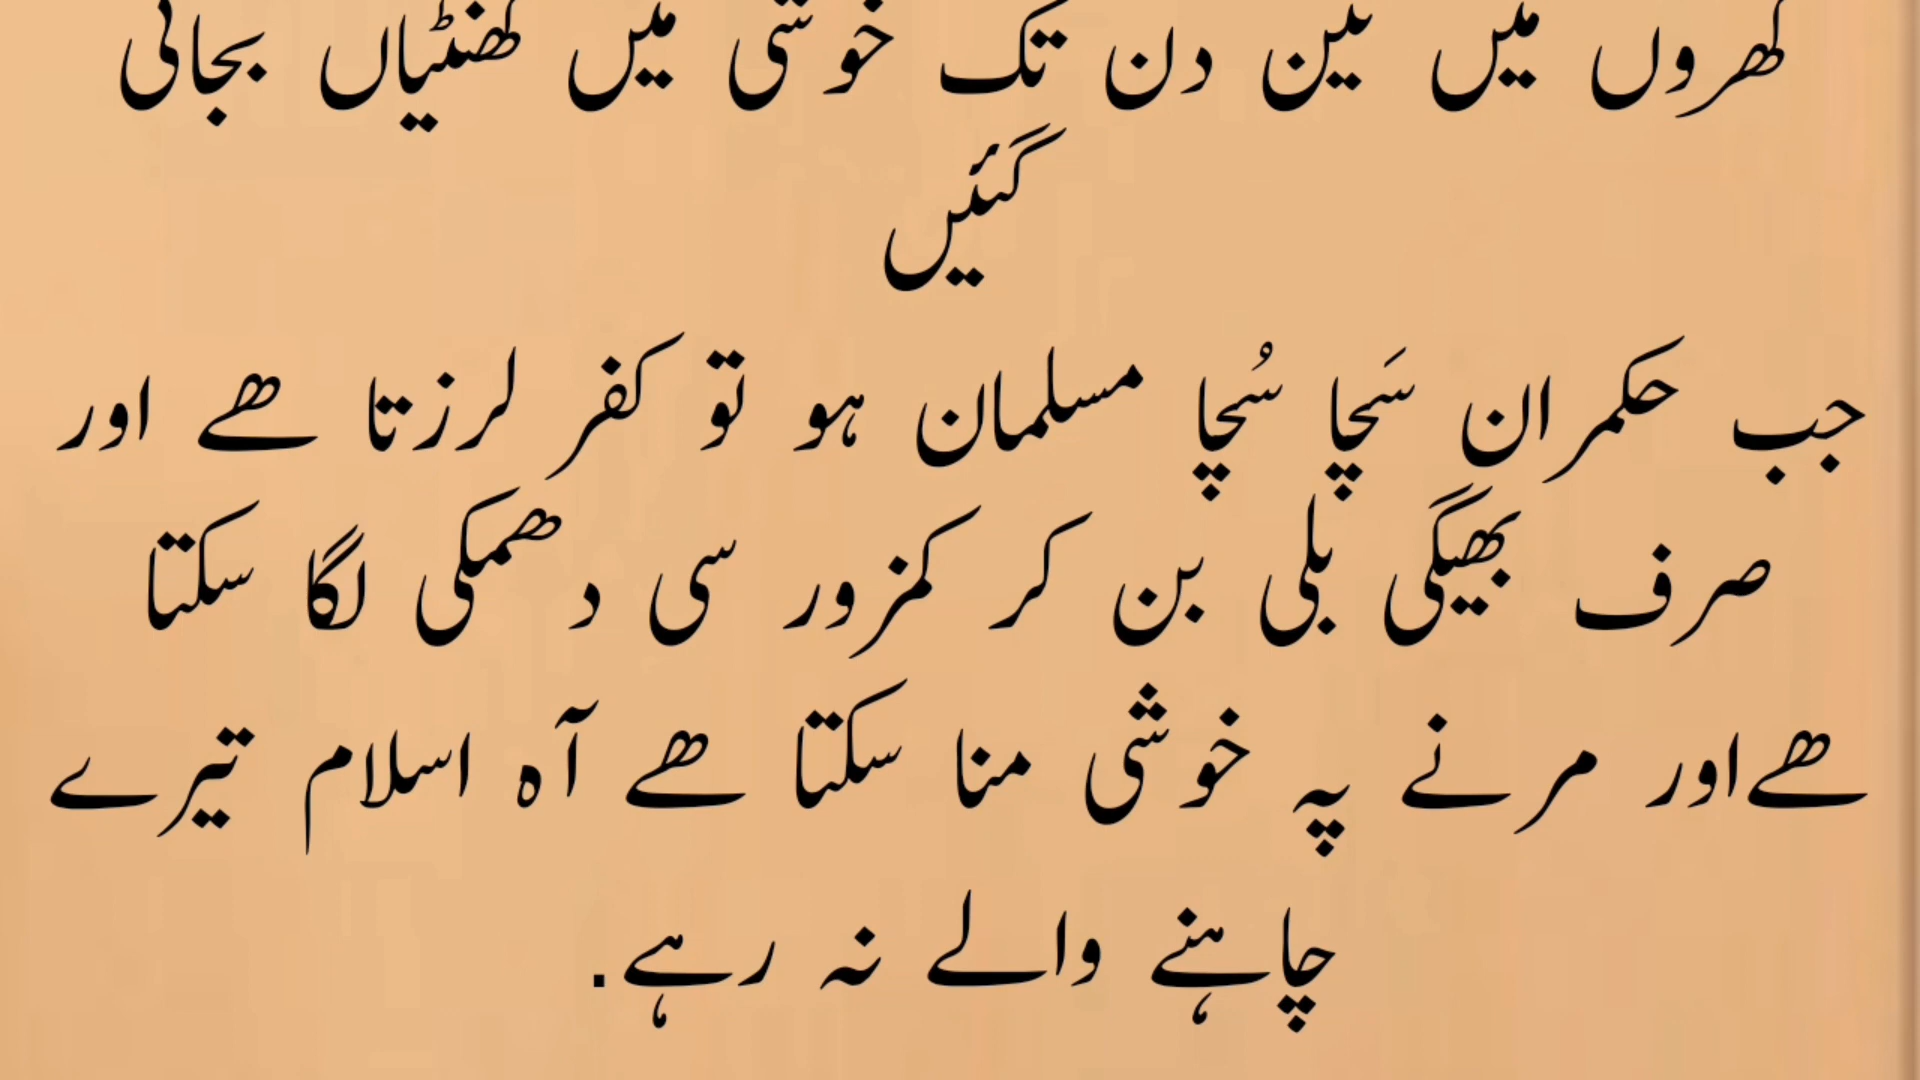 گھروں میں تین دن تک خوشی میں گھنٹیاں بجائی
گئیں
جب حکمران سَچا سُچا مسلمان ہو تو کفر لرزتا ھے اور
صرف بھیگی بلی بن کر کمزور سی دھمکی لگا سکتا
ھےاور مرنے پہ خوشی منا سکتا ھے آہ اسلام تیرے
چاہنے والے نہ رہے.